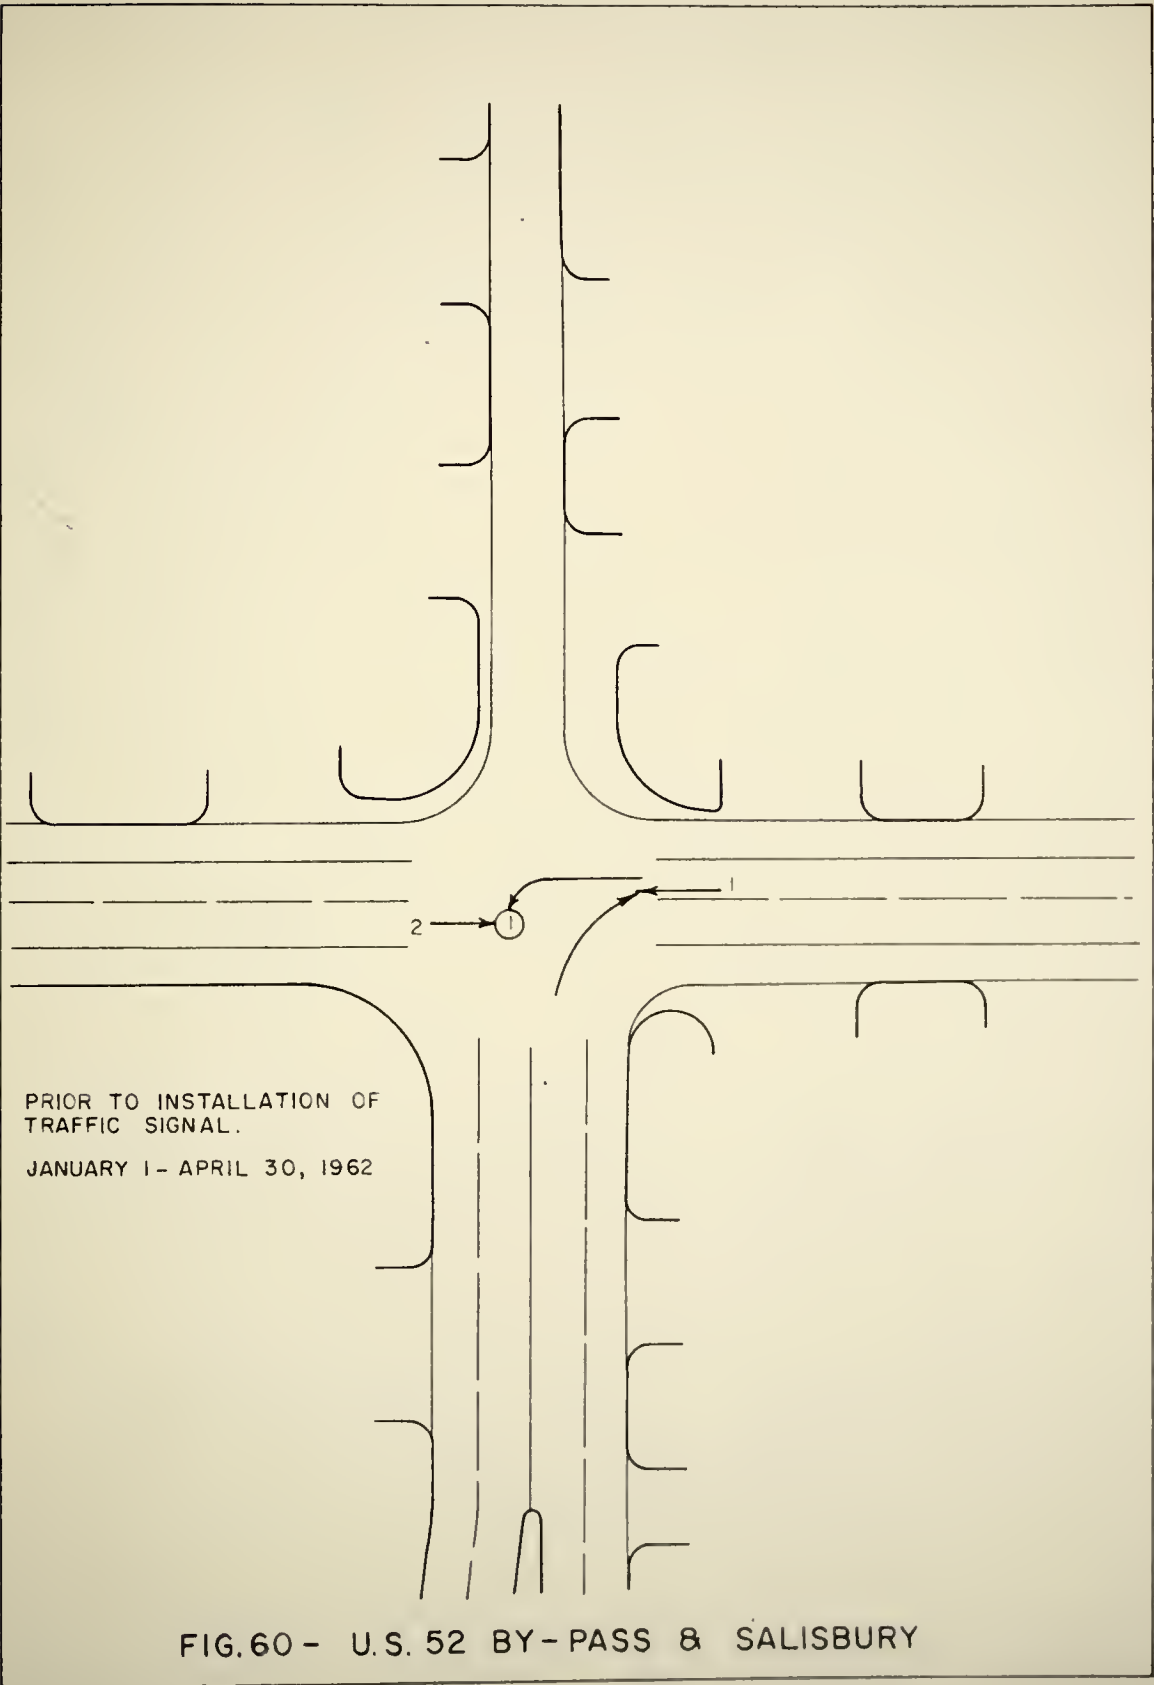 1
2
1
PRIOR TO INSTALLATION OF
TRAFFIC SIGNAL.
JANUARY 1 - APRIL 30, 1962
FIG. 60 - U.S. 52 BY-PASS & SALISBURY